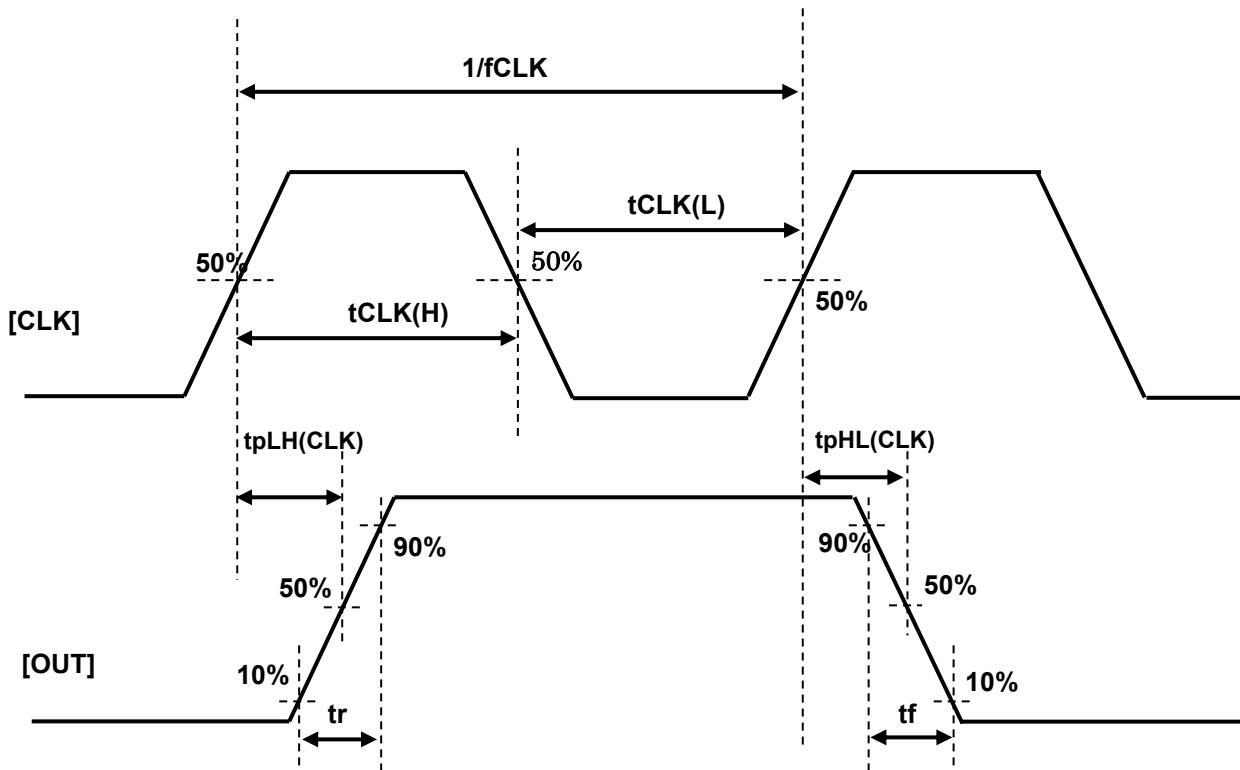 1/fCLK
tCLK(L)
50%
50%
50%
tCLK(H)
[CLK]
tpLH(CLK)
tpHL(CLK)
90%
90%
50%
50%
[OUT]
10%
10%
tr
tf